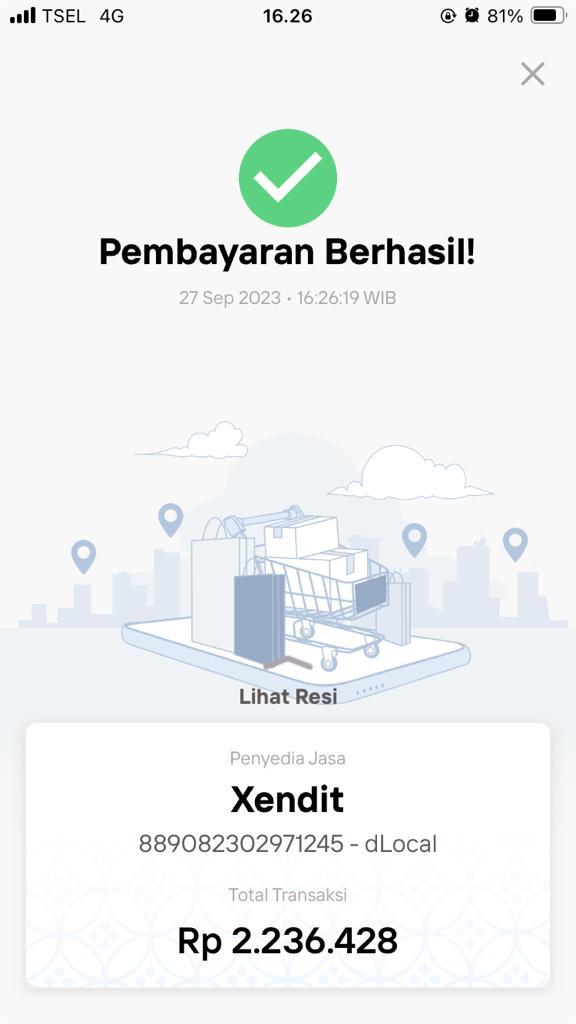 TSEL 4G 16.26 81%
Pembayaran Berhasil!
27 Sep 2023 • 16:26:19 WIB
Lihat Resi
Penyedia Jasa
Xendit
889082302971245 - dLocal
Total Transaksi
Rp 2.236.428